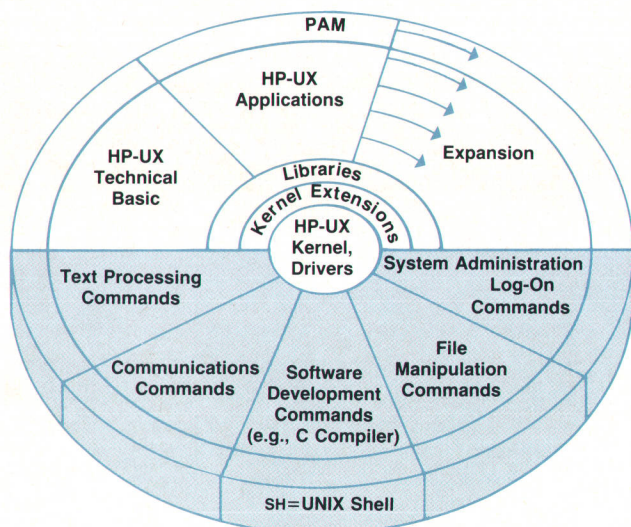 PAM
HP-UX
Applications
HP-UX
Technical
Basic
Expansion
Libraries
Kernel Extensions
HP-UX
Kernel,
Drivers
Text Processing
Commands
System Administration
Log-On
Commands
Communications
Commands
Software
Development
Commands
(e.g., C Compiler)
File
Manipulation
Commands
SH=UNIX Shell